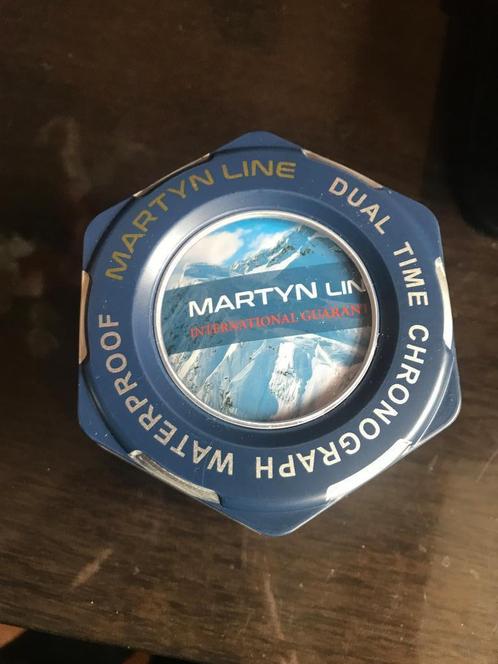 MARTYN LINE
DUAL TIME CHRONOGRAPH WATERPROOF
MARTYN LIN
INTERNATIONAL GUARANT